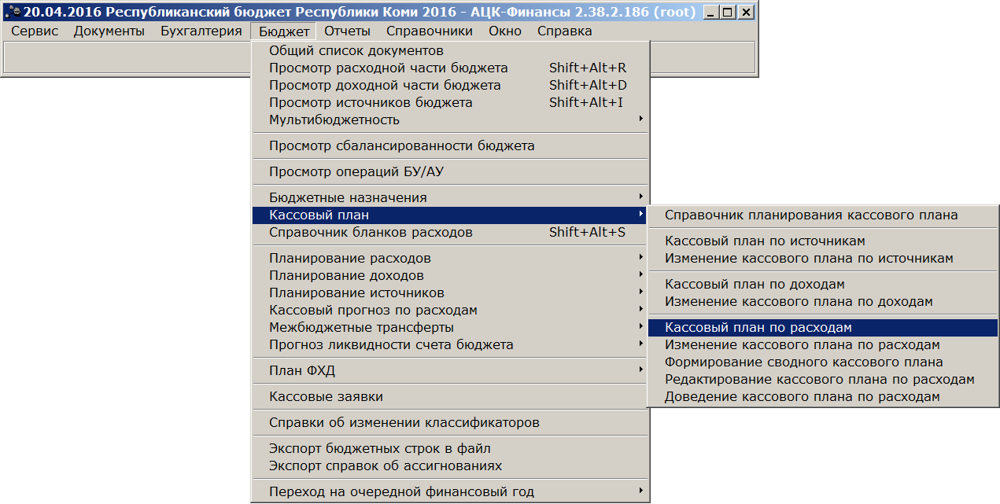 20.04.2016 Республиканский бюджет Республики Коми 2016 - АЦК-Финансы 2.38.2.186 (root)
Сервис Документы Бухгалтерия Бюджет Отчеты Справочники Окно Справка
Общий список документов
Просмотр расходной части бюджета Shift+Alt+R
Просмотр доходной части бюджета Shift+Alt+D
Просмотр источников бюджета Shift+Alt+I
Мультибюджетность
Просмотр сбалансированности бюджета
Просмотр операций БУ/АУ
Бюджетные назначения
Кассовый план
Справочник бланков расходов Shift+Alt+S
Планирование расходов
Планирование доходов
Планирование источников
Кассовый прогноз по расходам
Межбюджетные трансферты
Прогноз ликвидности счета бюджета
План ФХД
Кассовые заявки
Справки об изменении классификаторов
Экспорт бюджетных строк в файл
Экспорт справок об ассигнованиях
Переход на очередной финансовый год
Справочник планирования кассового плана
Кассовый план по источникам
Изменение кассового плана по источникам
Кассовый план по доходам
Изменение кассового плана по доходам
Кассовый план по расходам
Изменение кассового плана по расходам
Формирование сводного кассового плана
Редактирование кассового плана по расходам
Доведение кассового плана по расходам